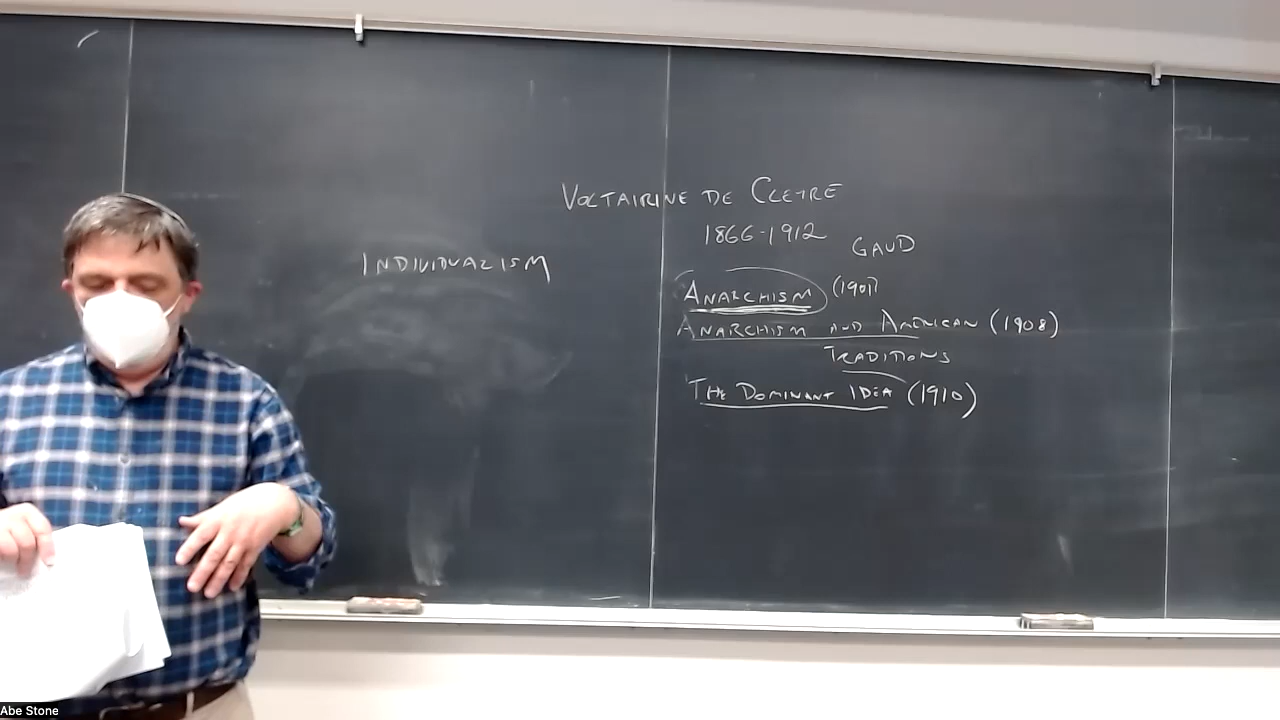 VOLTAIRINE DE CLEYRE
1866-1912
GAUD
INDIVIDUALISM
ANARCHISM (1901)
ANARCHISM AND AMERICAN (1908)
TRADITIONS
THE DOMINANT IDEA (1910)
Abe Stone